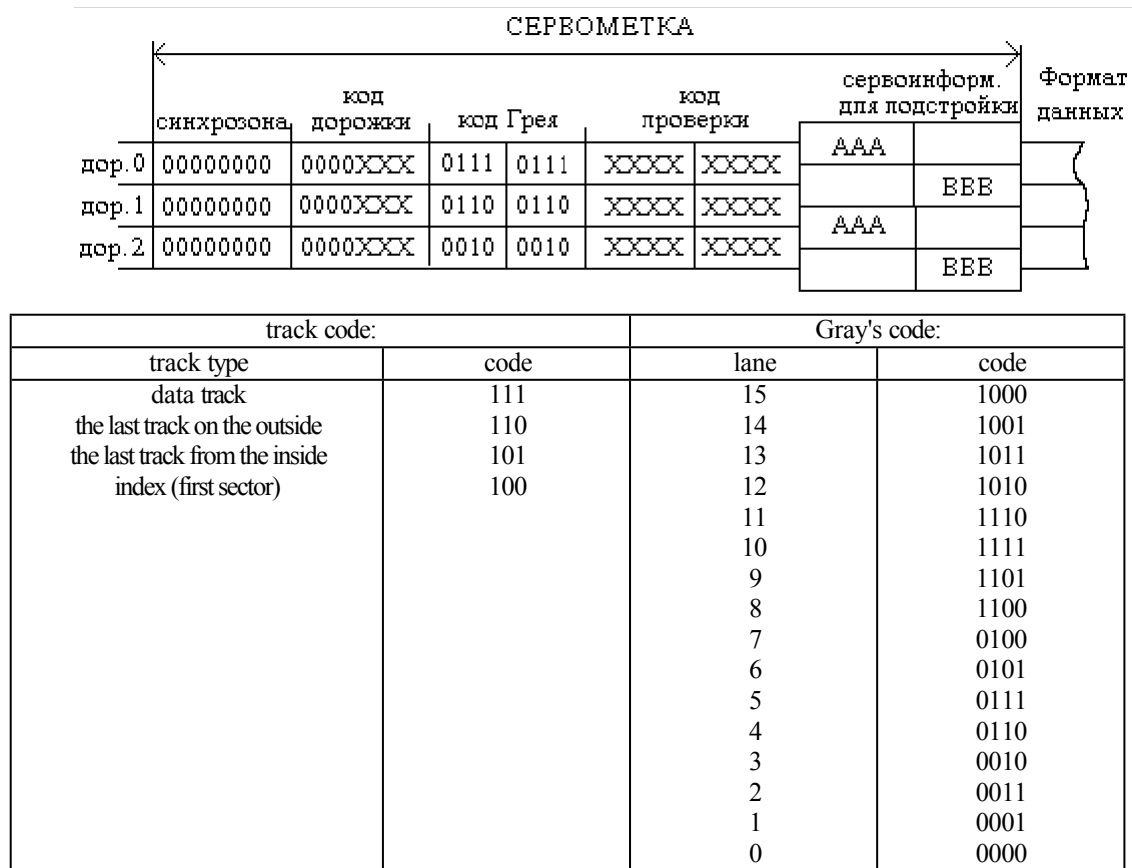 СЕРВОМЕТКА
сервоинформ. Формат
код код для подстройки данных
синхрозона дорожки код Грея проверки
дор.0 00000000 0000XXX 0111 0111 XXXX XXXX AAA
BBB
дор.1 00000000 0000XXX 0110 0110 XXXX XXXX
AAA
дор.2 00000000 0000XXX 0010 0010 XXXX XXXX
BBB
track code: Gray's code:
track type code lane code
data track 111 15 1000
the last track on the outside 110 14 1001
the last track from the inside 101 13 1011
index (first sector) 100 12 1010
11 1110
10 1111
9 1101
8 1100
7 0100
6 0101
5 0111
4 0110
3 0010
2 0011
1 0001
0 0000